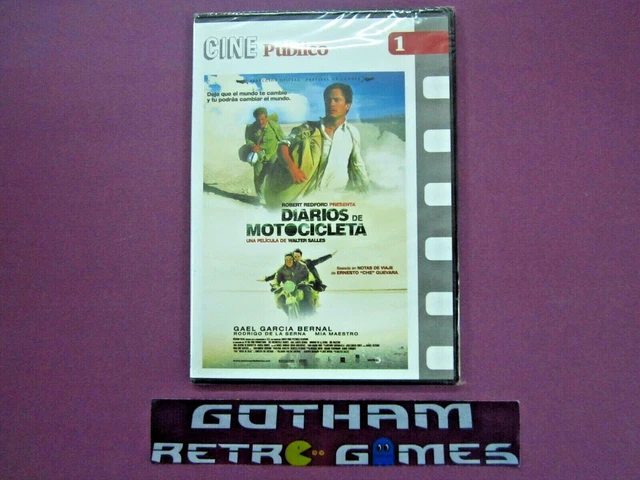 CINE Público
1
Deja que el mundo te cambie
y tú podrás cambiar el mundo.
ROBERT REDFORD PRESENTA
DIARIOS DE
MOTOCICLETA
UNA PELÍCULA DE WALTER SALLES
Basada en NOTAS DE VIAJE
de ERNESTO "CHE" GUEVARA
GAEL GARCIA BERNAL
RODRIGO DE LA SERNA MIA MAESTRO
GOTHAM
RETRO GAMES